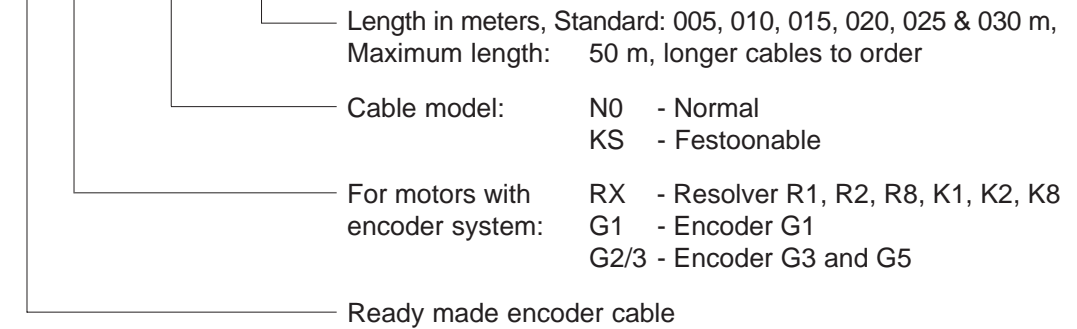 Length in meters, Standard: 005, 010, 015, 020, 025 & 030 m,
Maximum length: 50 m, longer cables to order
Cable model: N0 - Normal
KS - Festoonable
For motors with RX - Resolver R1, R2, R8, K1, K2, K8
encoder system: G1 - Encoder G1
G2/3 - Encoder G3 and G5
Ready made encoder cable